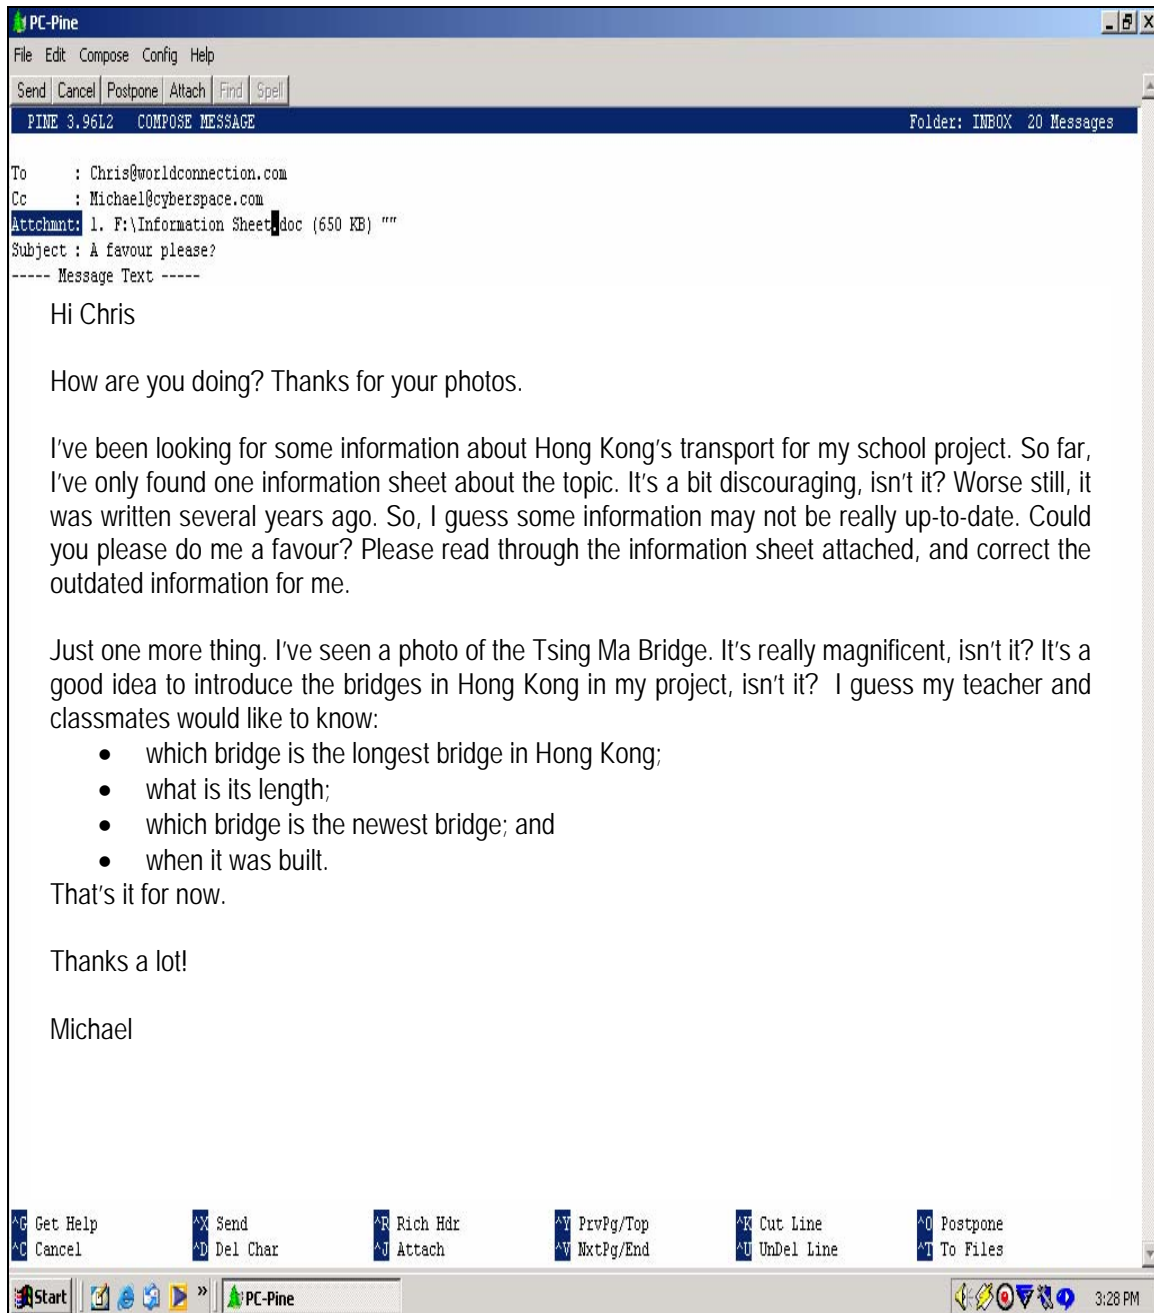 PC-Pine
File Edit Compose Config Help
Send Cancel Postpone Attach Find Spell
PINE 3.96L2 COMPOSE MESSAGE Folder: INBOX 20 Messages
To : Chris@worldconnection.com
Cc : Michael@cyberspace.com
Attchmnt: 1. F:\Information Sheet.doc (650 KB) ""
Subject : A favour please?
----- Message Text -----
Hi Chris
How are you doing? Thanks for your photos.
I've been looking for some information about Hong Kong's transport for my school project. So far,
I've only found one information sheet about the topic. It's a bit discouraging, isn't it? Worse still, it
was written several years ago. So, I guess some information may not be really up-to-date. Could
you please do me a favour? Please read through the information sheet attached, and correct the
outdated information for me.
Just one more thing. I've seen a photo of the Tsing Ma Bridge. It's really magnificent, isn't it? It's a
good idea to introduce the bridges in Hong Kong in my project, isn't it? I guess my teacher and
classmates would like to know:
• which bridge is the longest bridge in Hong Kong;
• what is its length;
• which bridge is the newest bridge; and
• when it was built.
That's it for now.
Thanks a lot!
Michael
^G Get Help ^X Send ^R Rich Hdr ^Y PrvPg/Top ^K Cut Line ^O Postpone
^C Cancel ^D Del Char ^J Attach ^V NxtPg/End ^U UnDel Line ^T To Files
Start » PC-Pine 3:28 PM